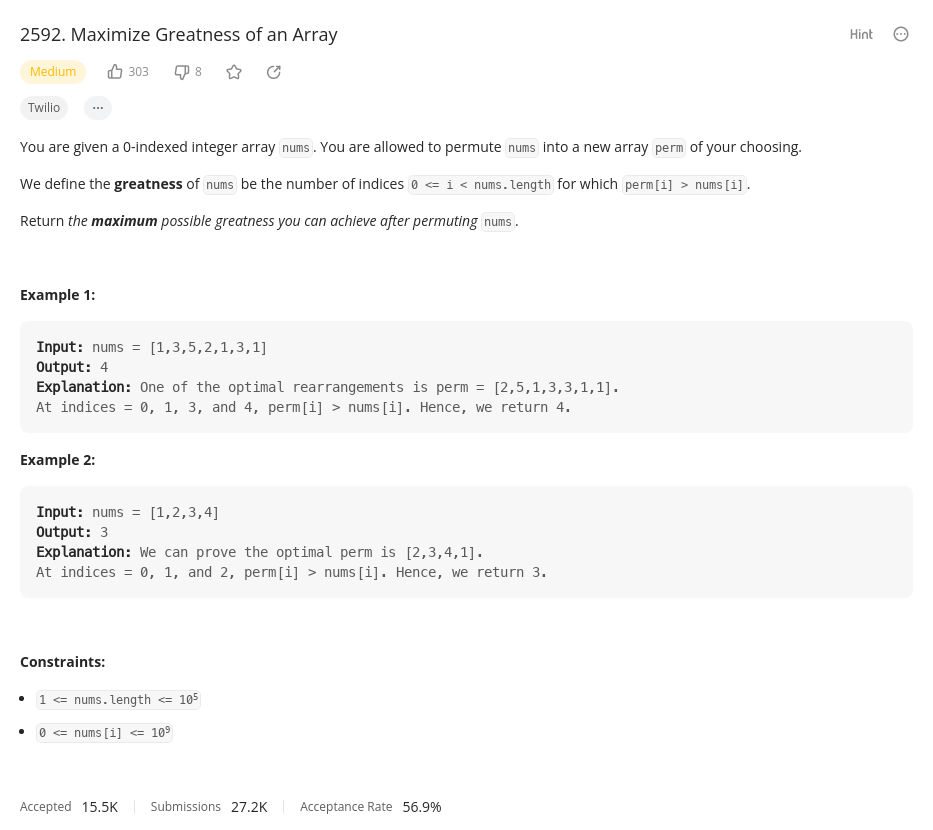 2592. Maximize Greatness of an Array
Hint
Medium 303 8
Twilio ...
You are given a 0-indexed integer array nums. You are allowed to permute nums into a new array perm of your choosing.
We define the greatness of nums be the number of indices 0 <= i < nums.length for which perm[i] > nums[i].
Return the maximum possible greatness you can achieve after permuting nums.
Example 1:
Input: nums = [1,3,5,2,1,3,1]
Output: 4
Explanation: One of the optimal rearrangements is perm = [2,5,1,3,3,1,1].
At indices = 0, 1, 3, and 4, perm[i] > nums[i]. Hence, we return 4.
Example 2:
Input: nums = [1,2,3,4]
Output: 3
Explanation: We can prove the optimal perm is [2,3,4,1].
At indices = 0, 1, and 2, perm[i] > nums[i]. Hence, we return 3.
Constraints:
• 1 <= nums.length <= 10⁵
• 0 <= nums[i] <= 10⁹
Accepted 15.5K Submissions 27.2K Acceptance Rate 56.9%